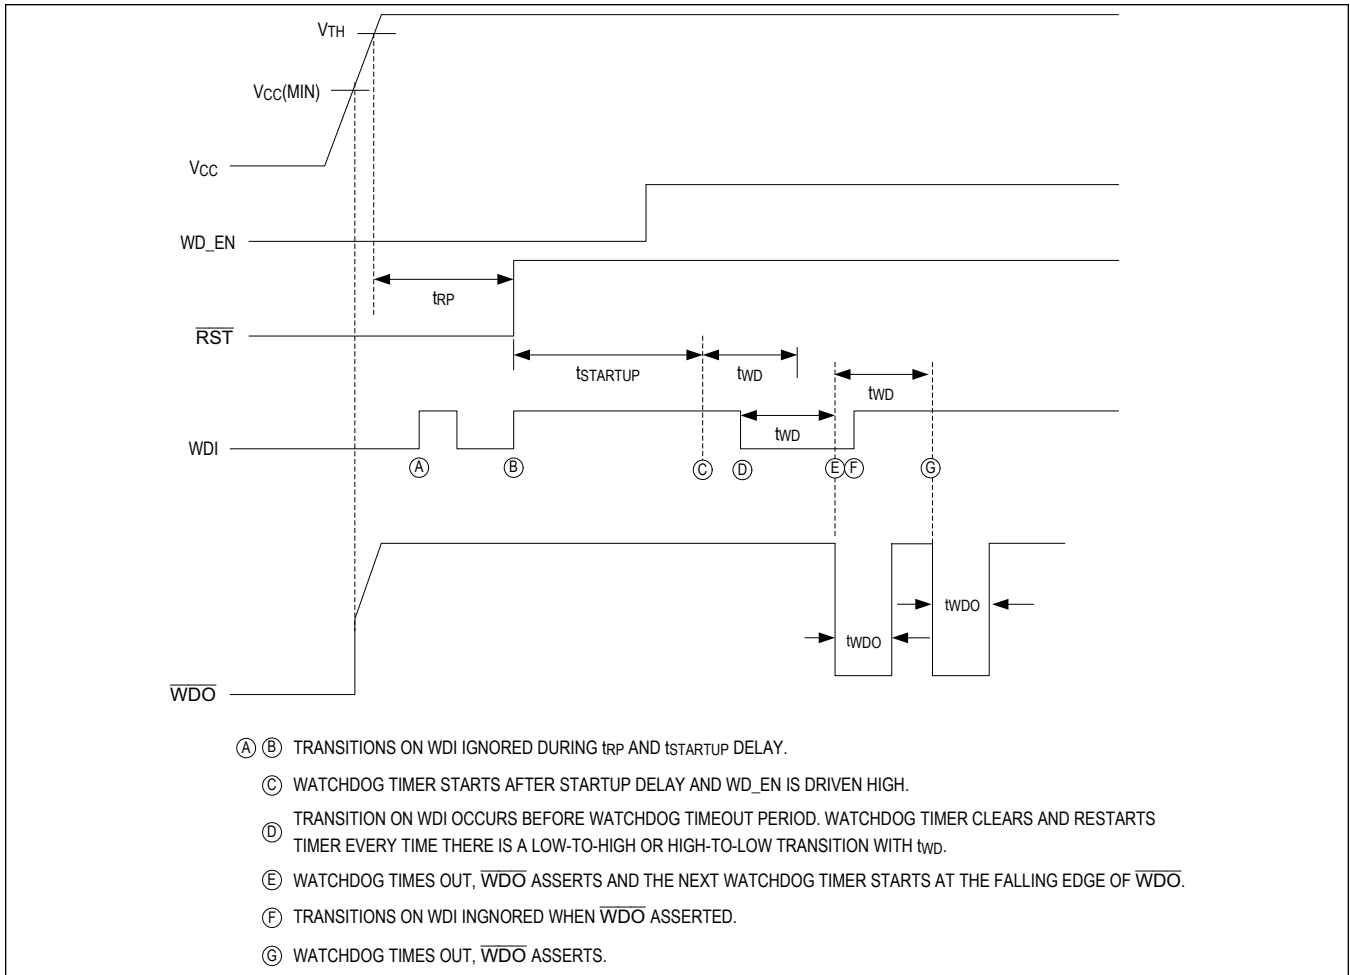 VTH
VCC(MIN)
VCC
WD_EN
tRP
RST
tSTARTUP
tWD
tWD
tWD
WDI
A
B
C
D
E
F
G
tWDO
tWDO
WDO
A B TRANSITIONS ON WDI IGNORED DURING tRP AND tSTARTUP DELAY.
C WATCHDOG TIMER STARTS AFTER STARTUP DELAY AND WD_EN IS DRIVEN HIGH.
D TRANSITION ON WDI OCCURS BEFORE WATCHDOG TIMEOUT PERIOD. WATCHDOG TIMER CLEARS AND RESTARTS
TIMER EVERY TIME THERE IS A LOW-TO-HIGH OR HIGH-TO-LOW TRANSITION WITH tWD.
E WATCHDOG TIMES OUT, WDO ASSERTS AND THE NEXT WATCHDOG TIMER STARTS AT THE FALLING EDGE OF WDO.
F TRANSITIONS ON WDI INGNORED WHEN WDO ASSERTED.
G WATCHDOG TIMES OUT, WDO ASSERTS.